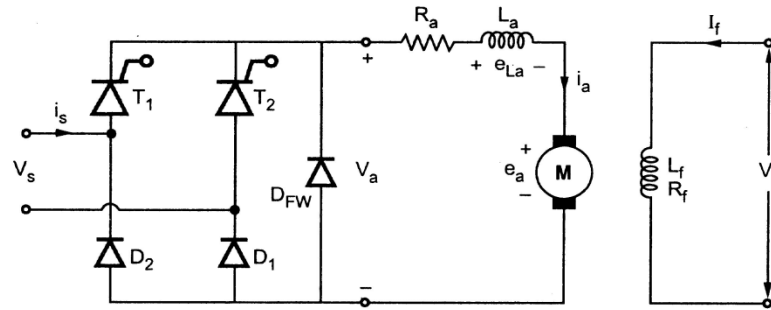 R_a
L_a
I_f
+ e_La −
+
T_1
T_2
i_s
i_a
V_s
D_FW
V_a
+
e_a
M
−
L_f
R_f
V
D_2
D_1
−